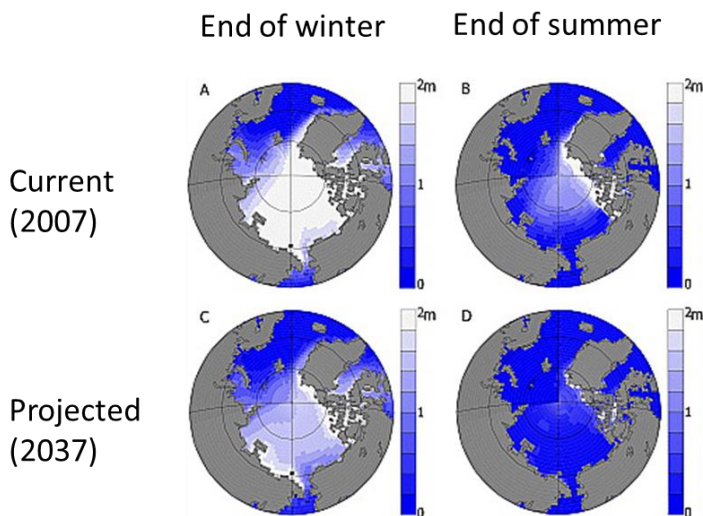 End of winter
End of summer
A
2m
1
0
B
2m
1
0
Current
(2007)
C
2m
1
0
D
2m
1
0
Projected
(2037)